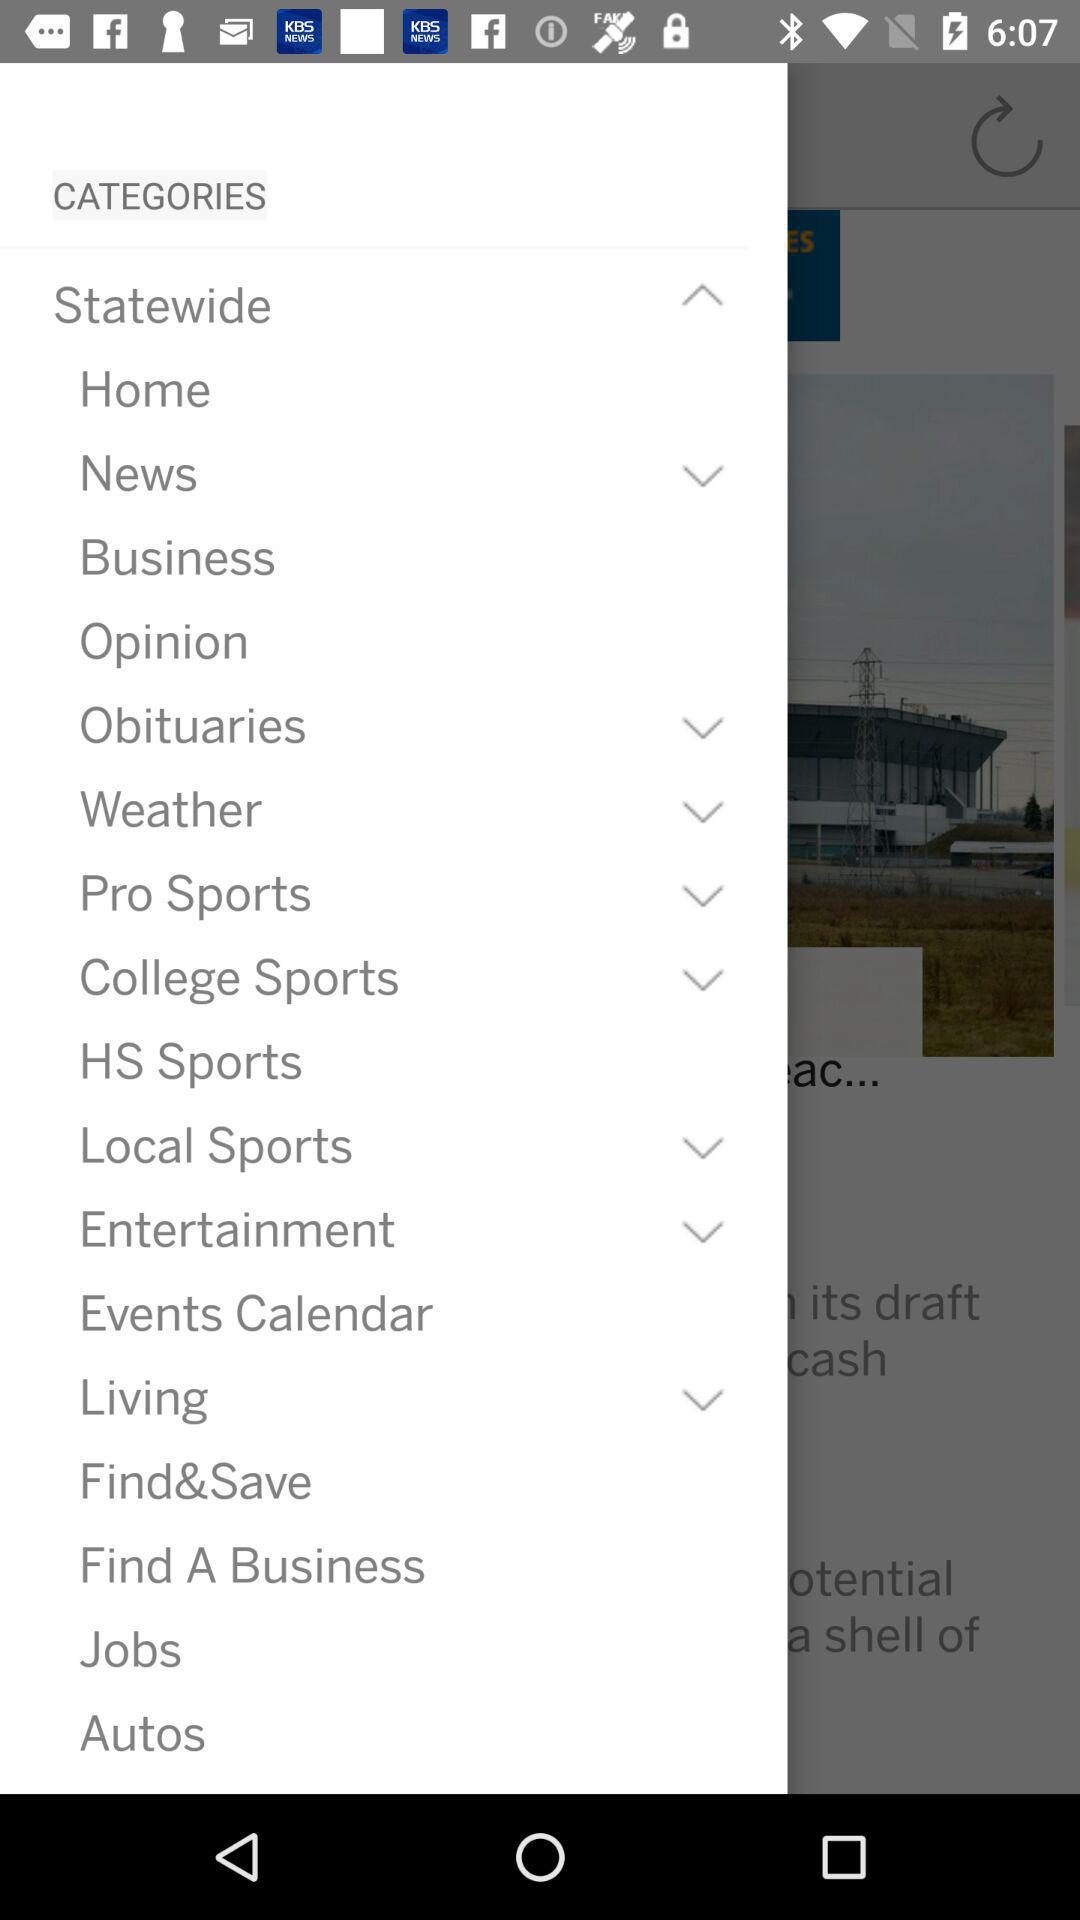 KBS
NEWS
KBS
NEWS
FAKE
6:07
CATEGORIES
ES
Statewide
Home
News
Business
Opinion
Obituaries
Weather
Pro Sports
College Sports
HS Sports
eac...
Local Sports
Entertainment
Events Calendar
its draft
cash
Living
Find&Save
Find A Business
otential
a shell of
Jobs
Autos